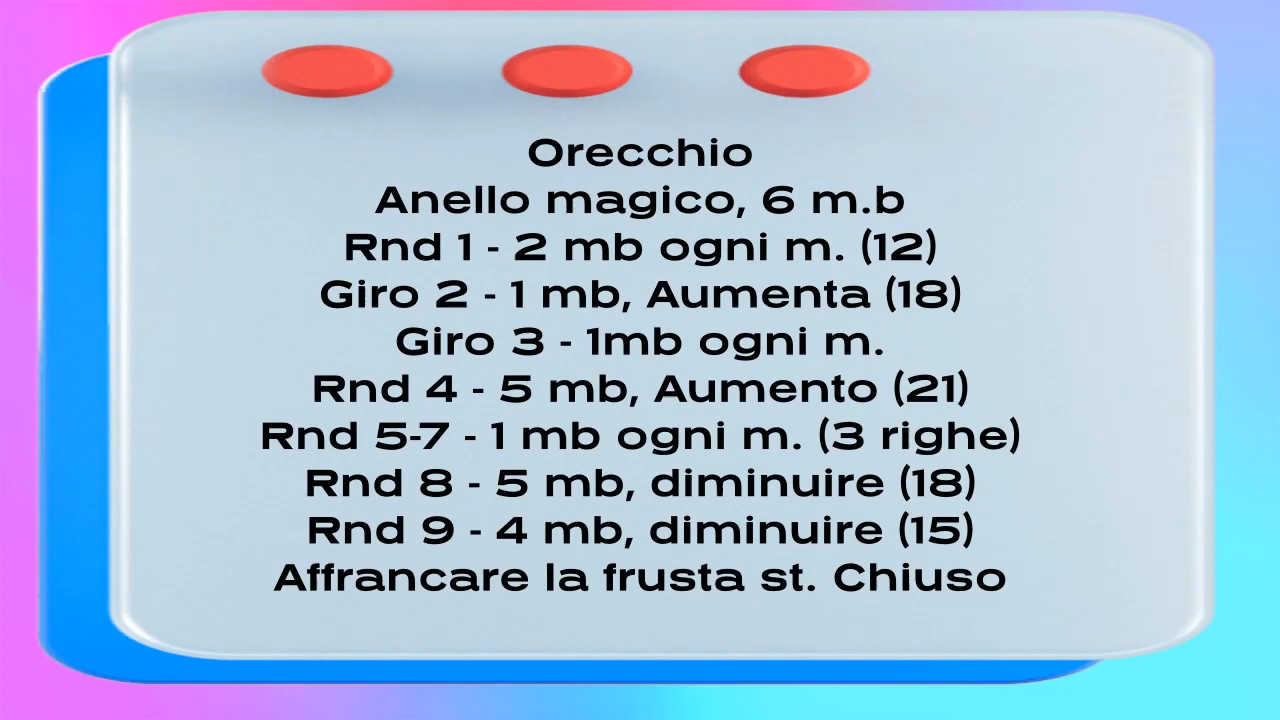 Orecchio
Anello magico, 6 m.b
Rnd 1 - 2 mb ogni m. (12)
Giro 2 - 1 mb, Aumenta (18)
Giro 3 - 1mb ogni m.
Rnd 4 - 5 mb, Aumento (21)
Rnd 5-7 - 1 mb ogni m. (3 righe)
Rnd 8 - 5 mb, diminuire (18)
Rnd 9 - 4 mb, diminuire (15)
Affrancare la frusta st. Chiuso